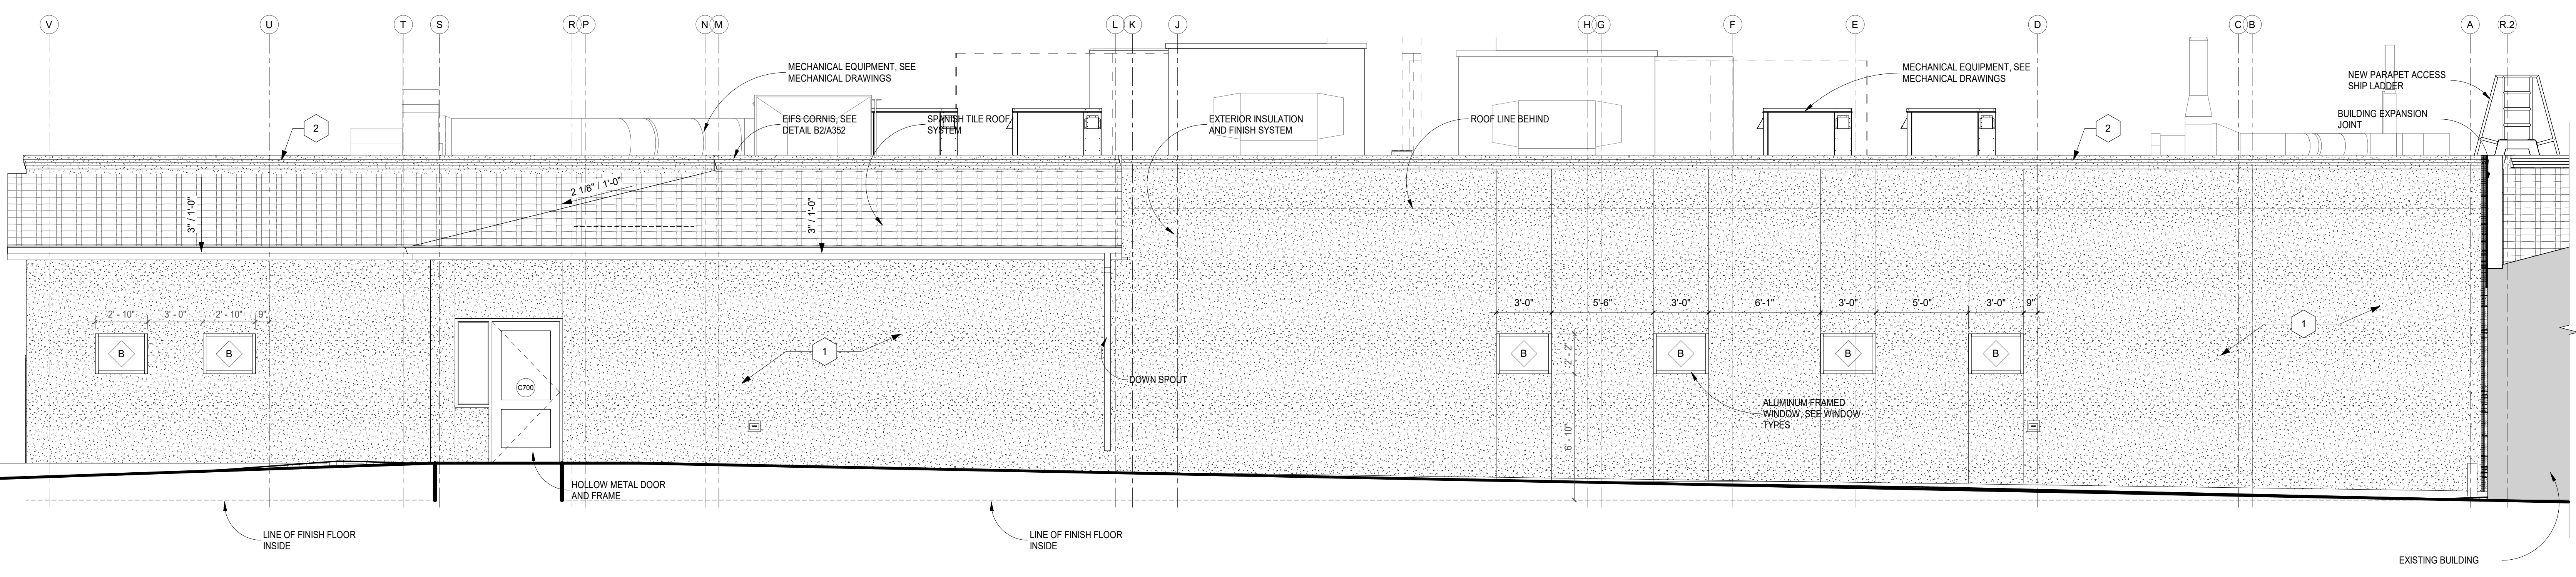 V U T S R P N M L K J H G F E D C B A R.2
MECHANICAL EQUIPMENT, SEE
MECHANICAL DRAWINGS
MECHANICAL EQUIPMENT, SEE
MECHANICAL DRAWINGS
NEW PARAPET ACCESS
SHIP LADDER
BUILDING EXPANSION
JOINT
2
EIFS CORNIS, SEE
DETAIL B2/A352
SPANISH TILE ROOF
SYSTEM
EXTERIOR INSULATION
AND FINISH SYSTEM
ROOF LINE BEHIND
2
3" / 1'-0"
2 1/8" / 1'-0"
3" / 1'-0"
2' - 10" 3' - 0" 2' - 10" 9"
3'-0" 5'-6" 3'-0" 6'-1" 3'-0" 5'-0" 3'-0" 9"
1
1
B
B
B
B
B
B
2' - 2"
C700
DOWN SPOUT
ALUMINUM FRAMED
WINDOW, SEE WINDOW
TYPES
6' - 10"
HOLLOW METAL DOOR
AND FRAME
LINE OF FINISH FLOOR
INSIDE
LINE OF FINISH FLOOR
INSIDE
EXISTING BUILDING